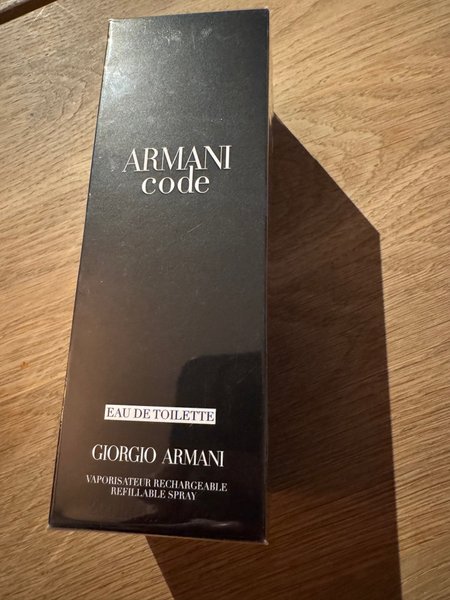 ARMANI
code
EAU DE TOILETTE
GIORGIO ARMANI
VAPORISATEUR RECHARGEABLE
REFILLABLE SPRAY